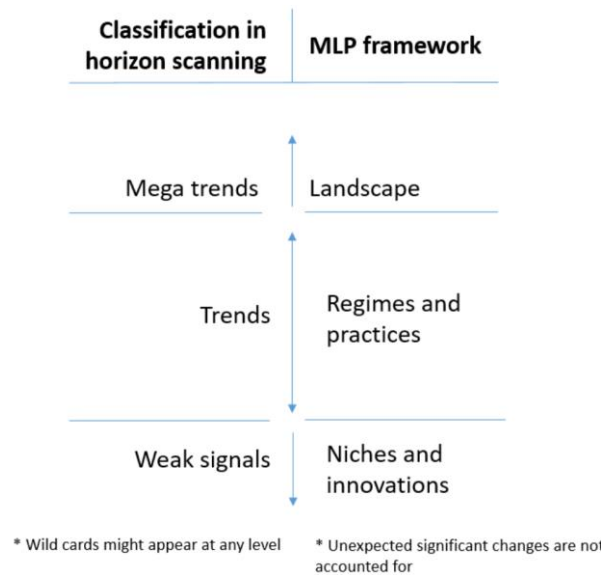 Classification in
horizon scanning
MLP framework
Mega trends
Landscape
Trends
Regimes and
practices
Weak signals
Niches and
innovations
* Wild cards might appear at any level
* Unexpected significant changes are not
accounted for